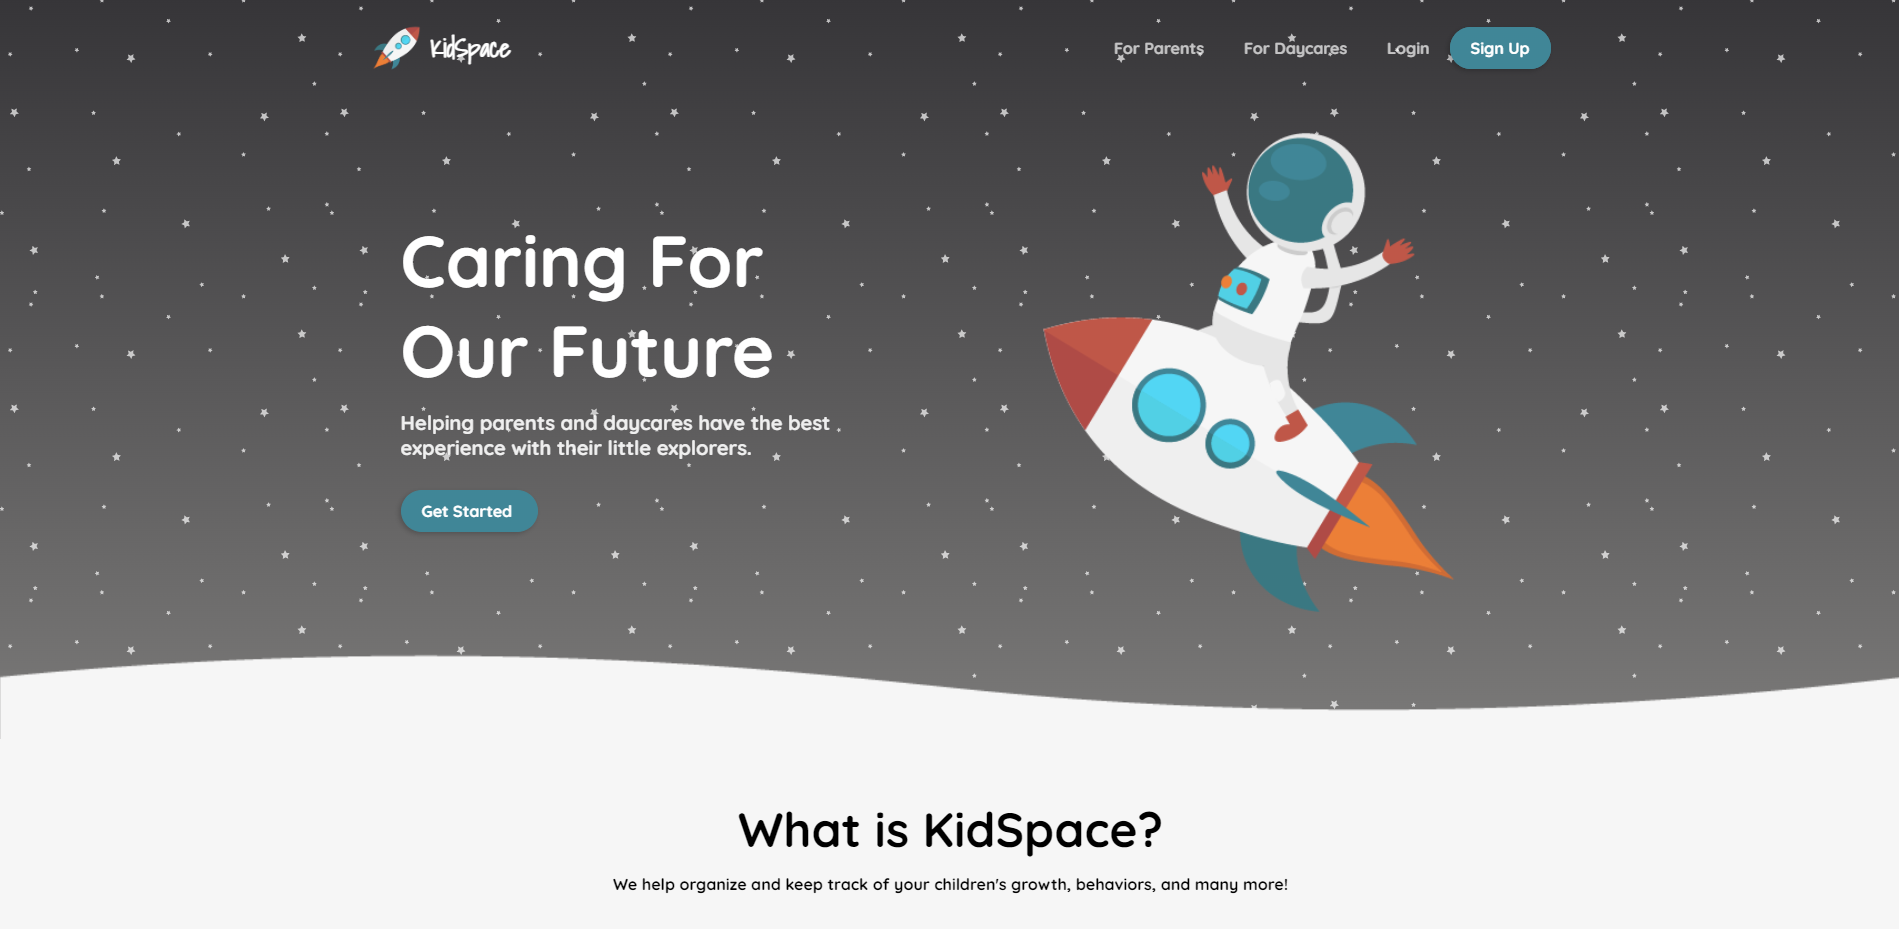 KidSpace
For Parents
For Daycares
Login
Sign Up
Caring For
Our Future
Helping parents and daycares have the best
experience with their little explorers.
Get Started
What is KidSpace?
We help organize and keep track of your children's growth, behaviors, and many more!